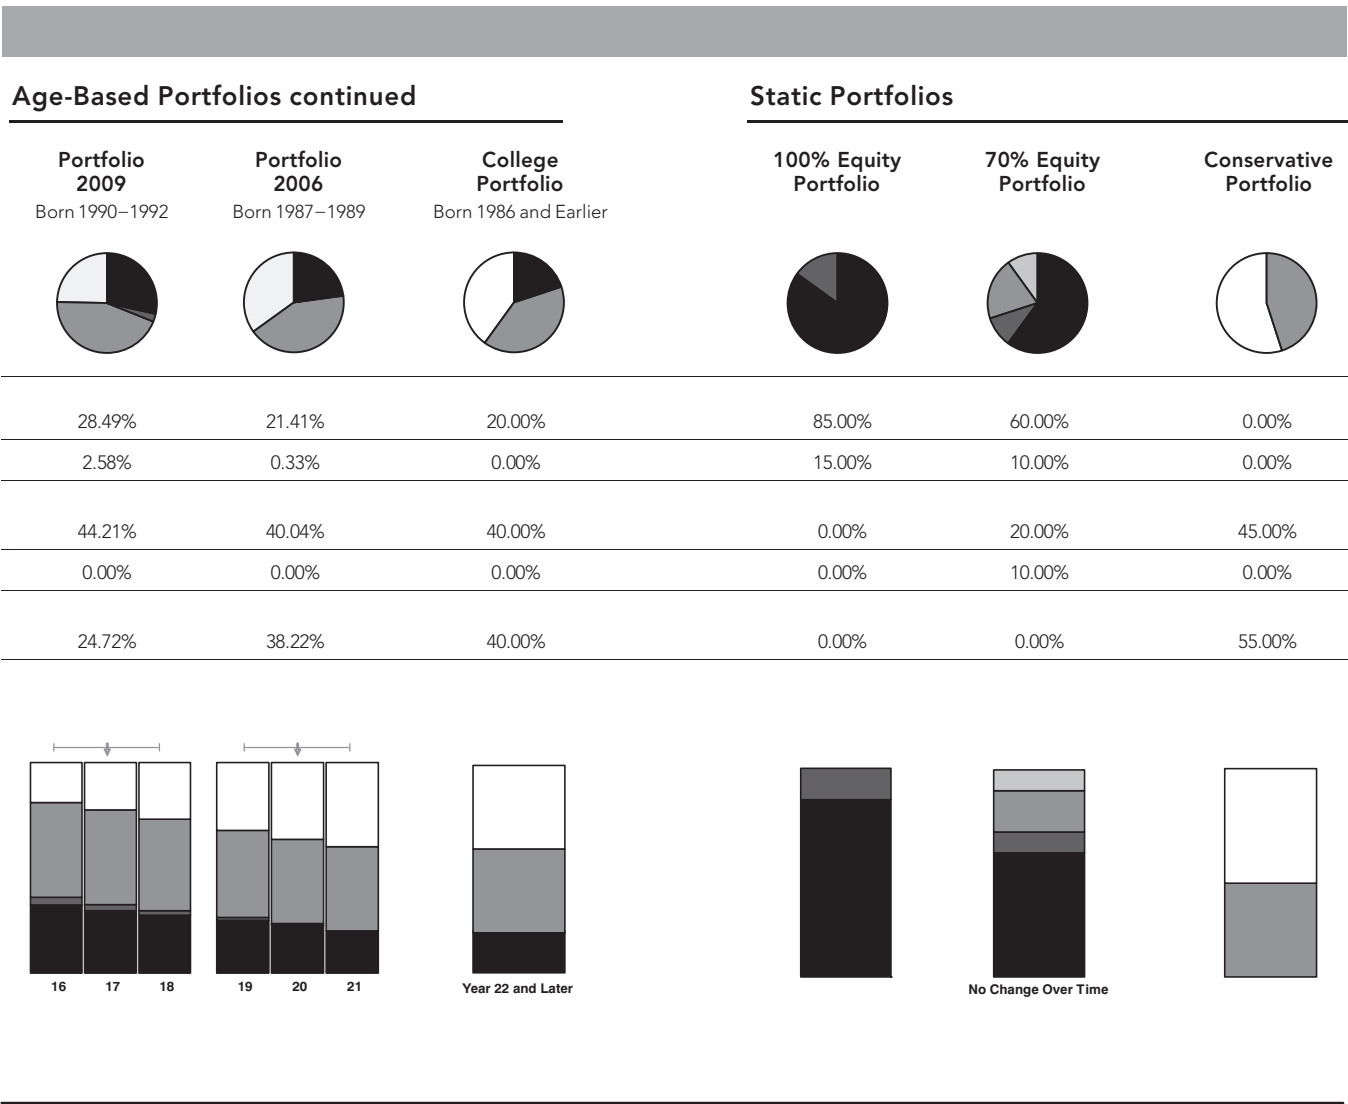 Age-Based Portfolios continued
Static Portfolios
Portfolio 2009
Born 1990–1992
Portfolio 2006
Born 1987–1989
College Portfolio
Born 1986 and Earlier
100% Equity Portfolio
70% Equity Portfolio
Conservative Portfolio
28.49% 21.41% 20.00% 85.00% 60.00% 0.00%
2.58% 0.33% 0.00% 15.00% 10.00% 0.00%
44.21% 40.04% 40.00% 0.00% 20.00% 45.00%
0.00% 0.00% 0.00% 0.00% 10.00% 0.00%
24.72% 38.22% 40.00% 0.00% 0.00% 55.00%
16 17 18 19 20 21 Year 22 and Later
No Change Over Time